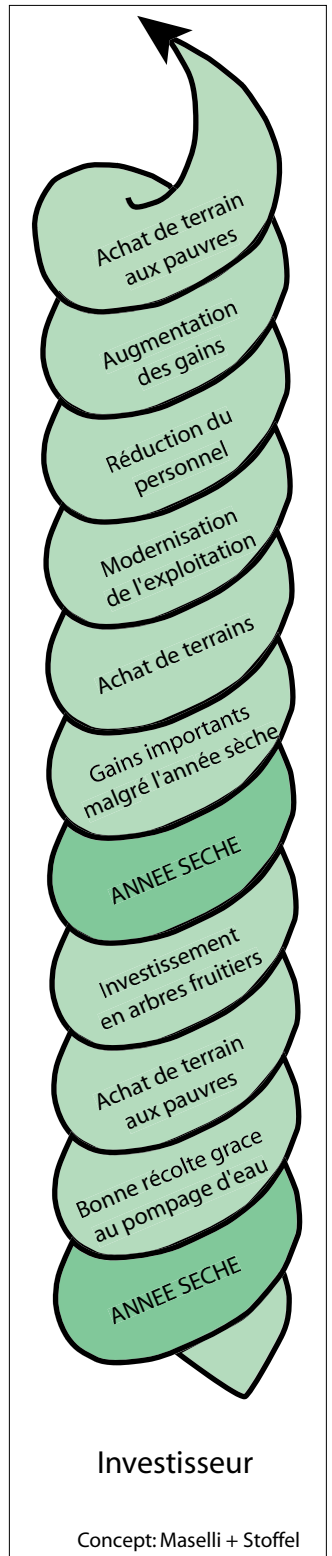 Achat de terrain
aux pauvres
Augmentation
des gains
Réduction du
personnel
Modernisation
de l'exploitation
Achat de terrains
Gains importants
malgré l'année sèche
ANNEE SECHE
Investissement
en arbres fruitiers
Achat de terrain
aux pauvres
Bonne récolte grace
au pompage d'eau
ANNEE SECHE
Investisseur
Concept: Maselli + Stoffel